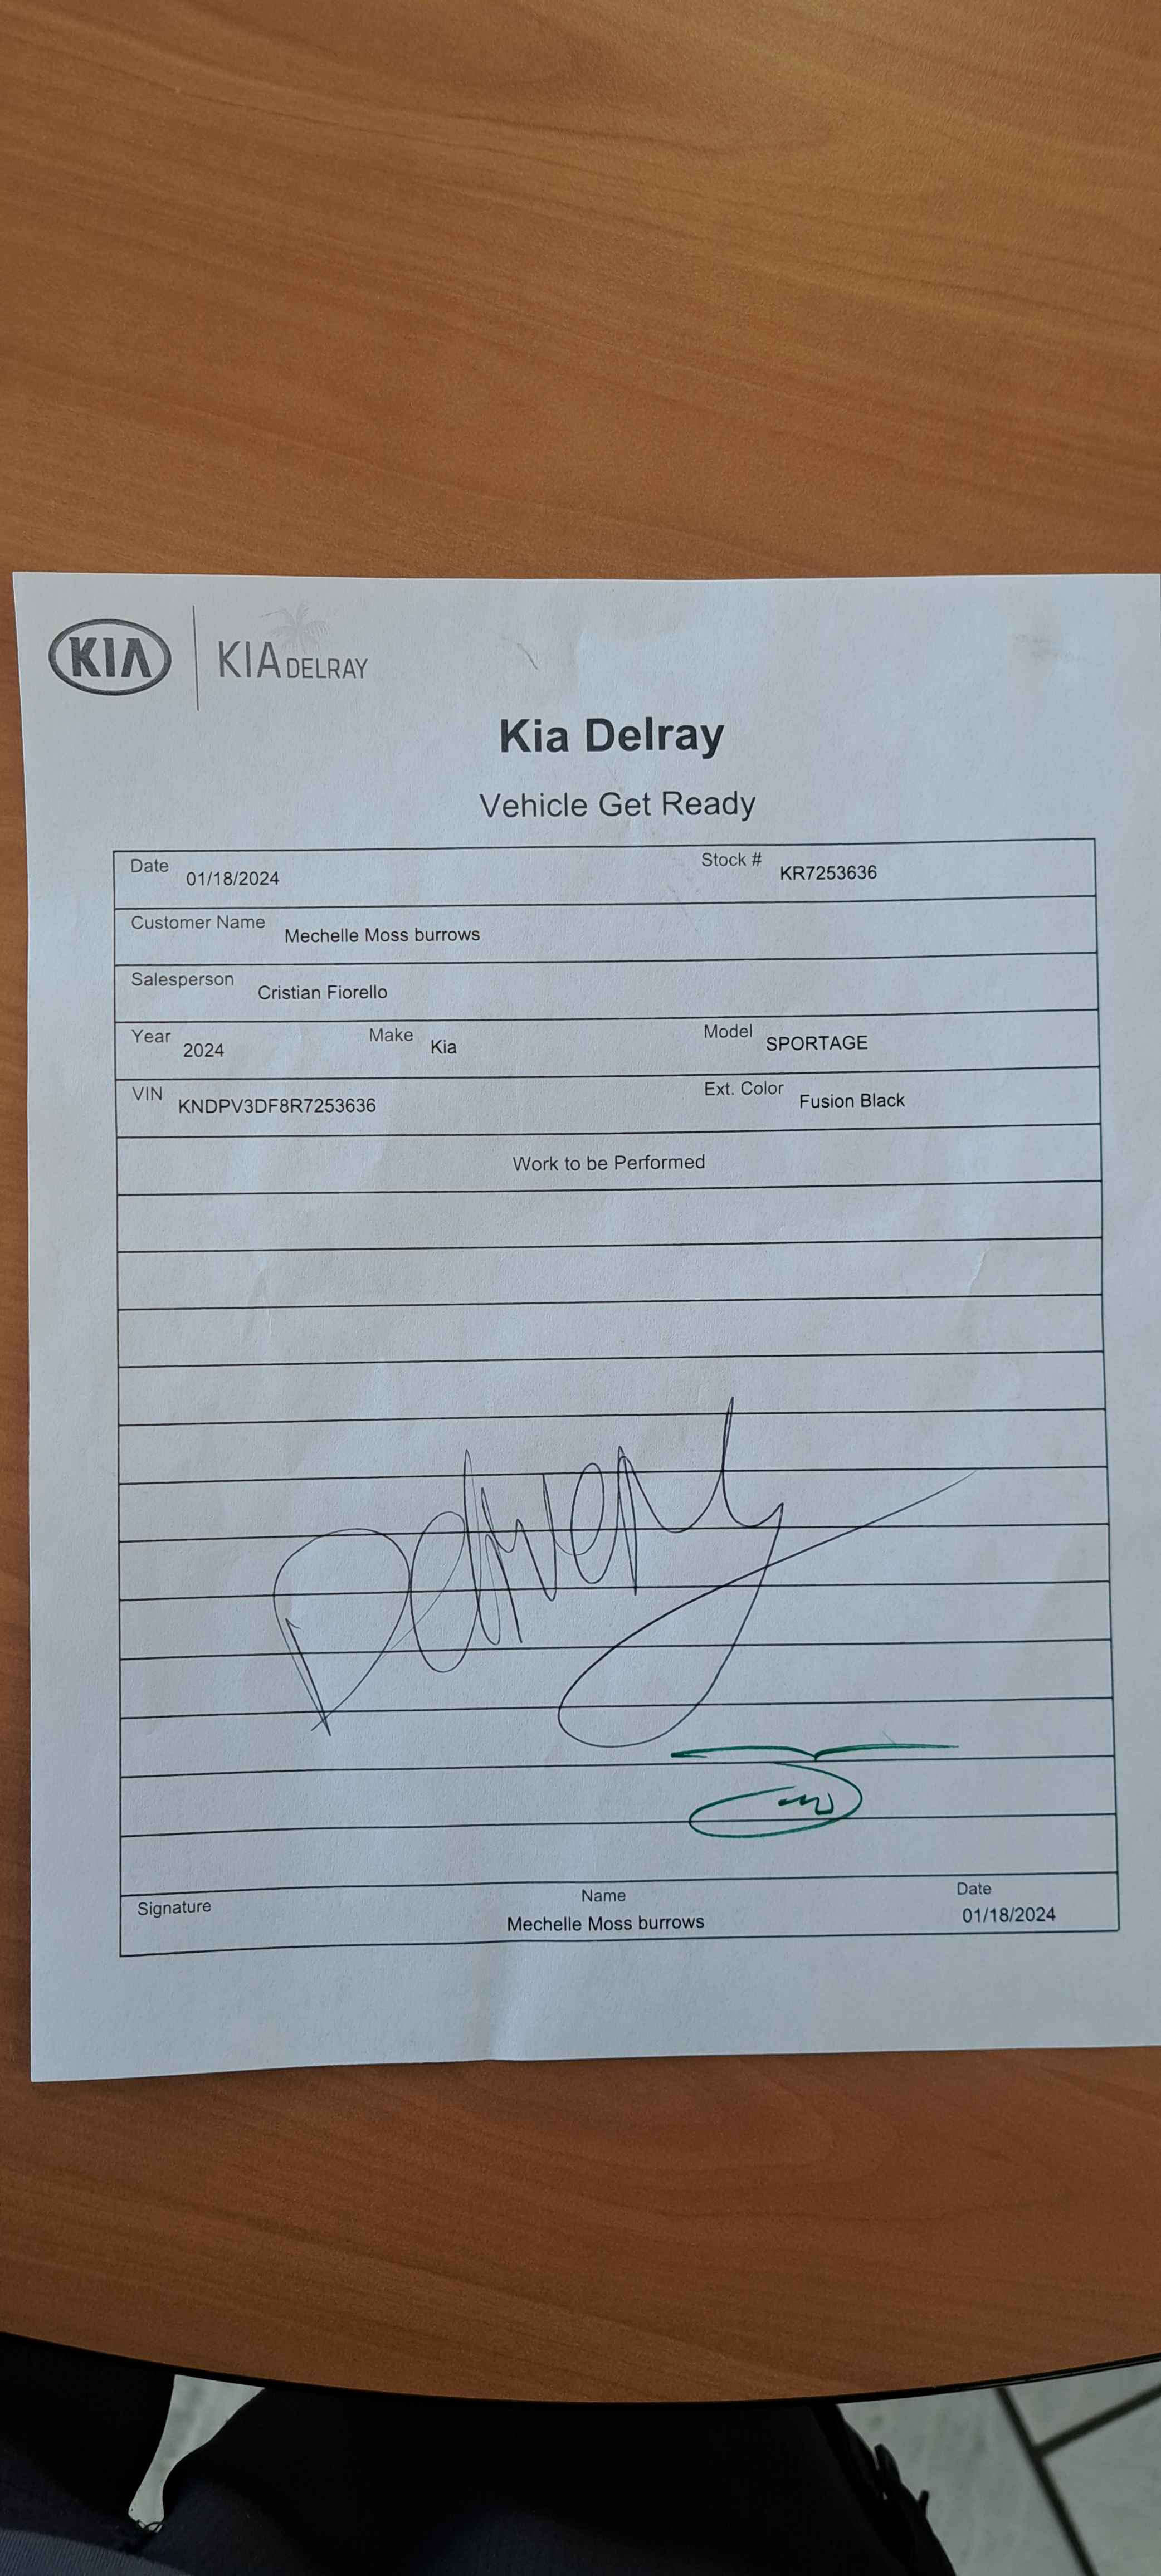 KIA KIA DELRAY
Kia Delray
Vehicle Get Ready
Date 01/18/2024 Stock # KR7253636
Customer Name Mechelle Moss burrows
Salesperson Cristian Fiorello
Year 2024 Make Kia Model SPORTAGE
VIN KNDPV3DF8R7253636 Ext. Color Fusion Black
Work to be Performed
Signature Name Date
Mechelle Moss burrows 01/18/2024